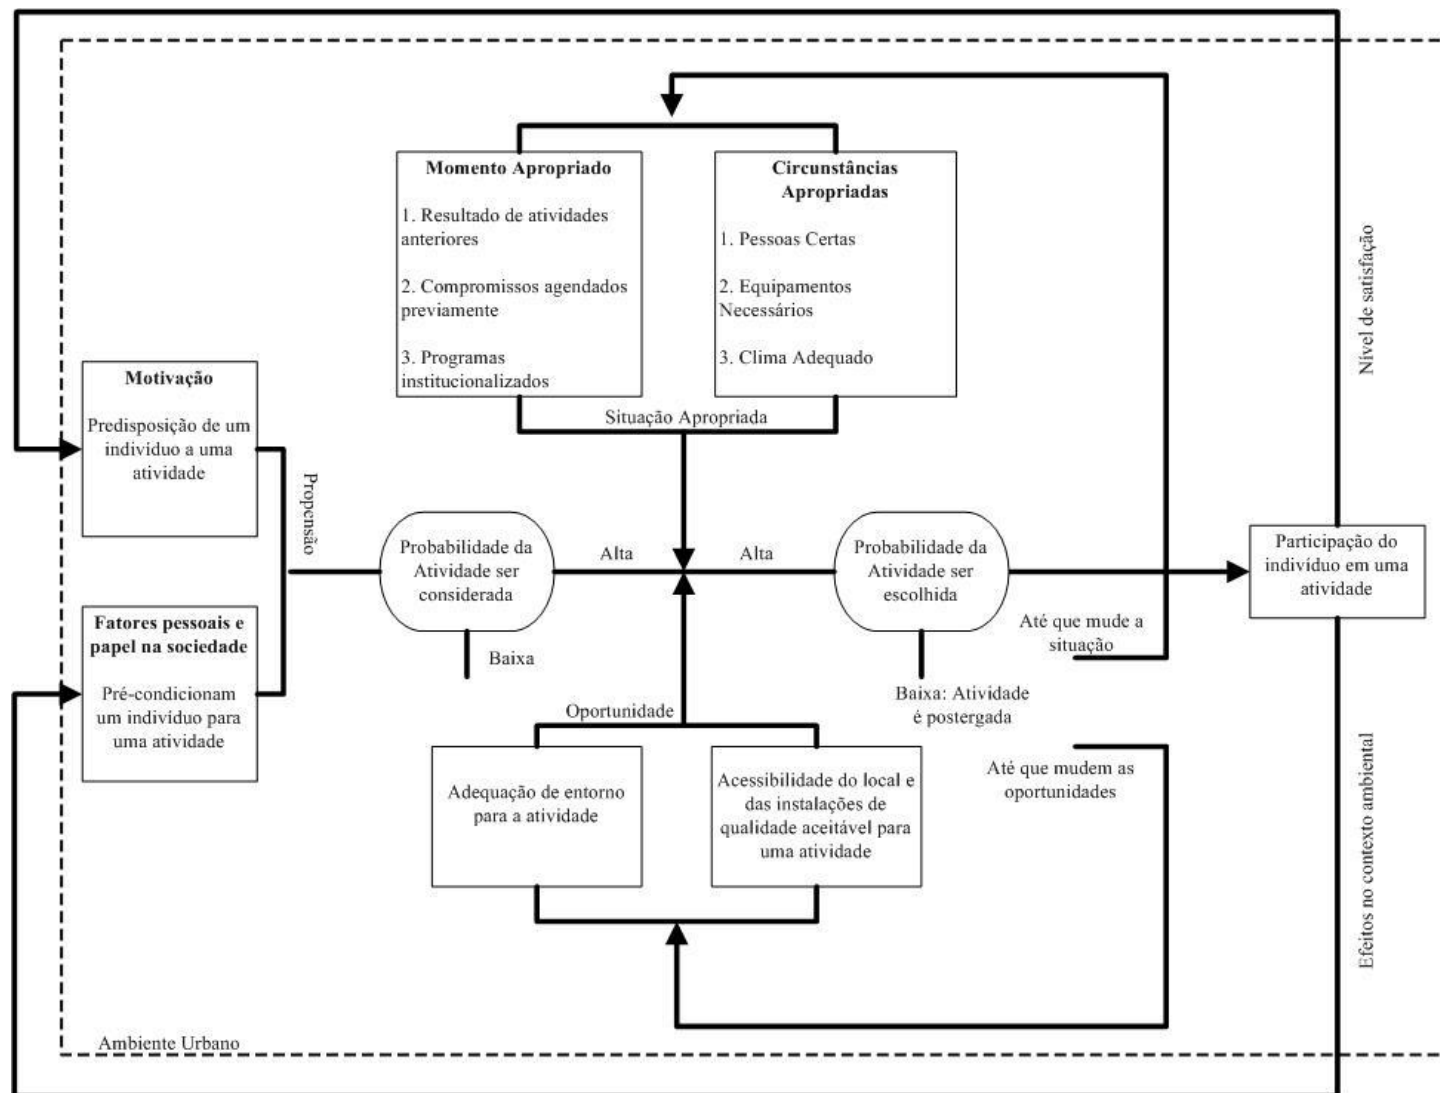 Momento Apropriado
1. Resultado de atividades
anteriores
2. Compromissos agendados
previamente
3. Programas
institucionalizados
Circunstâncias
Apropriadas
1. Pessoas Certas
2. Equipamentos
Necessários
3. Clima Adequado
Situação Apropriada
Motivação
Predisposição de um
indivíduo a uma
atividade
Fatores pessoais e
papel na sociedade
Pré-condicionam
um indivíduo para
uma atividade
Propensão
Probabilidade da
Atividade ser
considerada
Alta
Baixa
Alta
Probabilidade da
Atividade ser
escolhida
Baixa: Atividade
é postergada
Até que mude a
situação
Até que mudem as
oportunidades
Participação do
indivíduo em uma
atividade
Nível de satisfação
Efeitos no contexto ambiental
Oportunidade
Adequação de entorno
para a atividade
Acessibilidade do local e
das instalações de
qualidade aceitável para
uma atividade
Ambiente Urbano